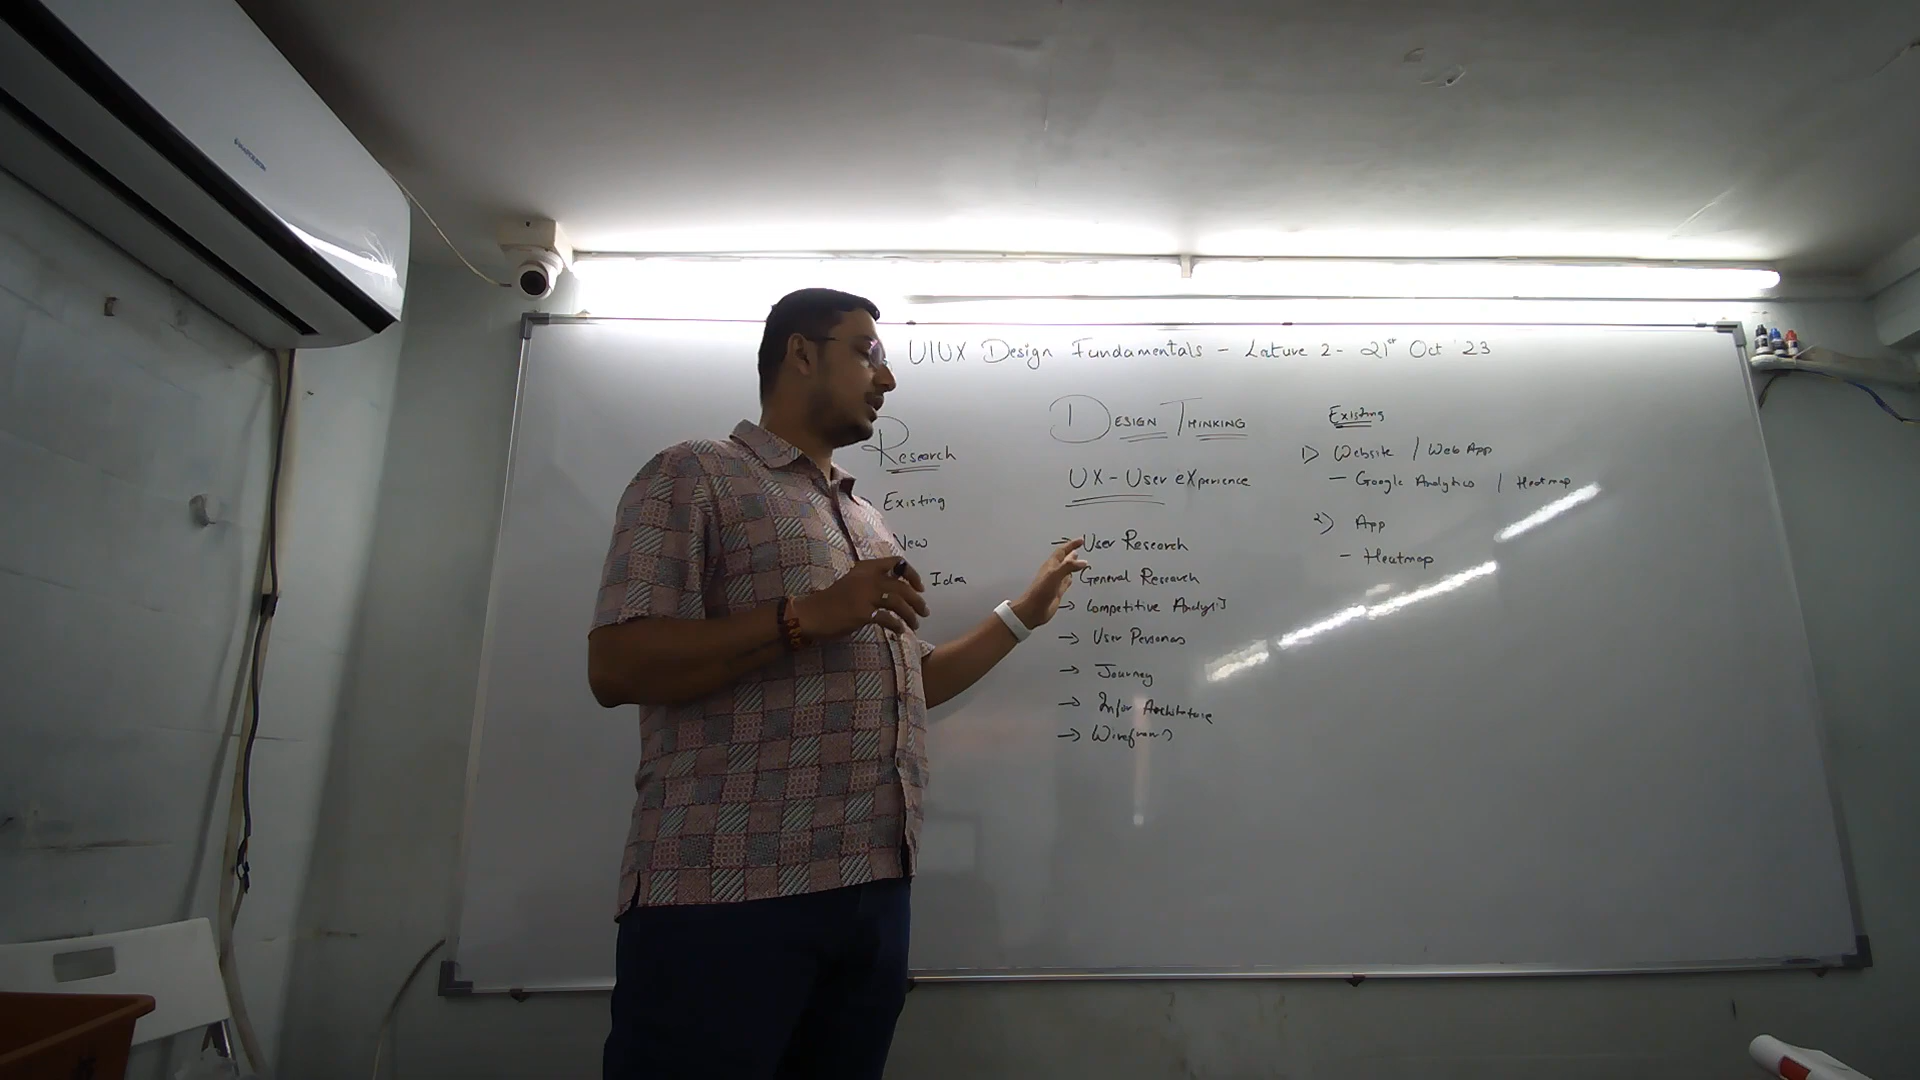 UIUX Design Fundamentals - Lecture 2 - 21st Oct '23
Research
Existing
New
Idea
DESIGN THINKING
UX - User eXperience
→ User Research
General Research
→ Competitive Analysis
→ User Personas
→ Journey
→ Infor Architecture
→ Wireframes
Existing
1) Website / Web App
- Google Analytics / Heatmap
2) App
- Heatmap